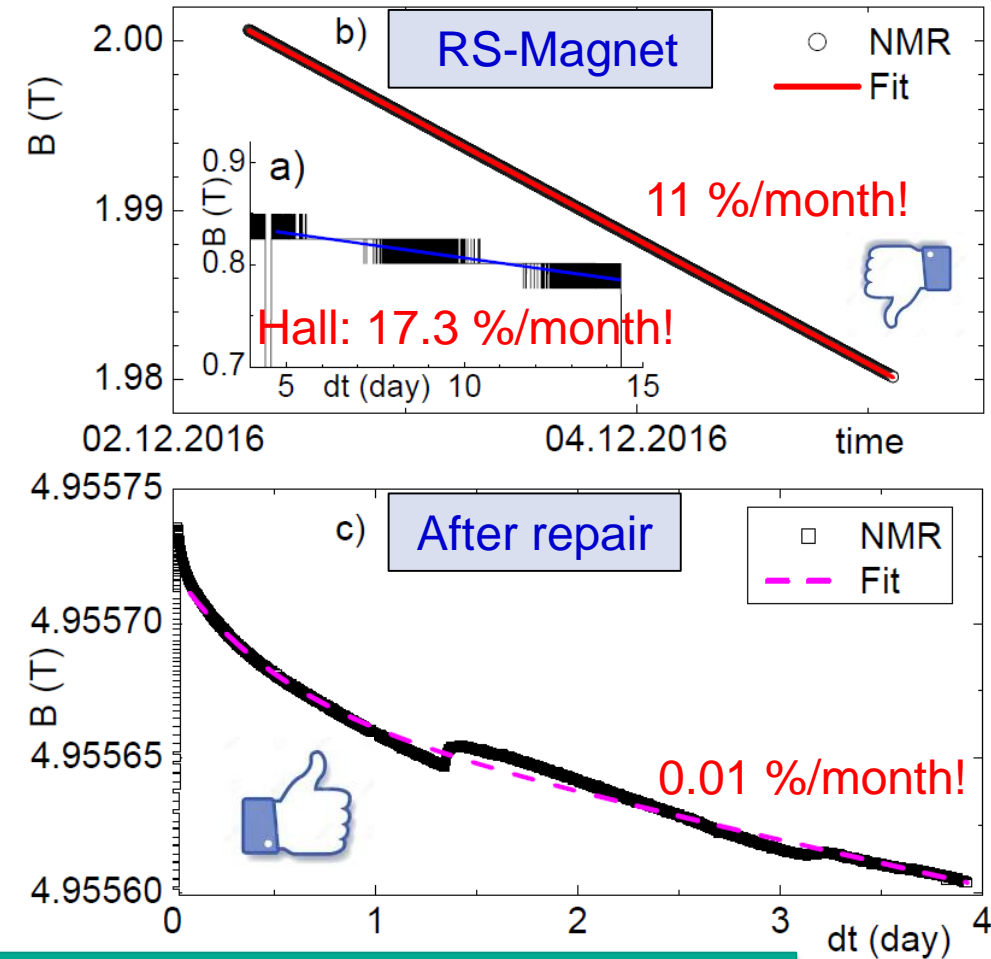 b)
RS-Magnet
NMR
Fit
B (T)
2.00
1.99
1.98
a)
B (T)
0.9
0.8
0.7
11 %/month!
Hall: 17.3 %/month!
5 dt (day) 10 15
02.12.2016 04.12.2016 time
c)
After repair
NMR
Fit
B (T)
4.95575
4.95570
4.95565
4.95560
0.01 %/month!
0 1 2 3 4
dt (day)